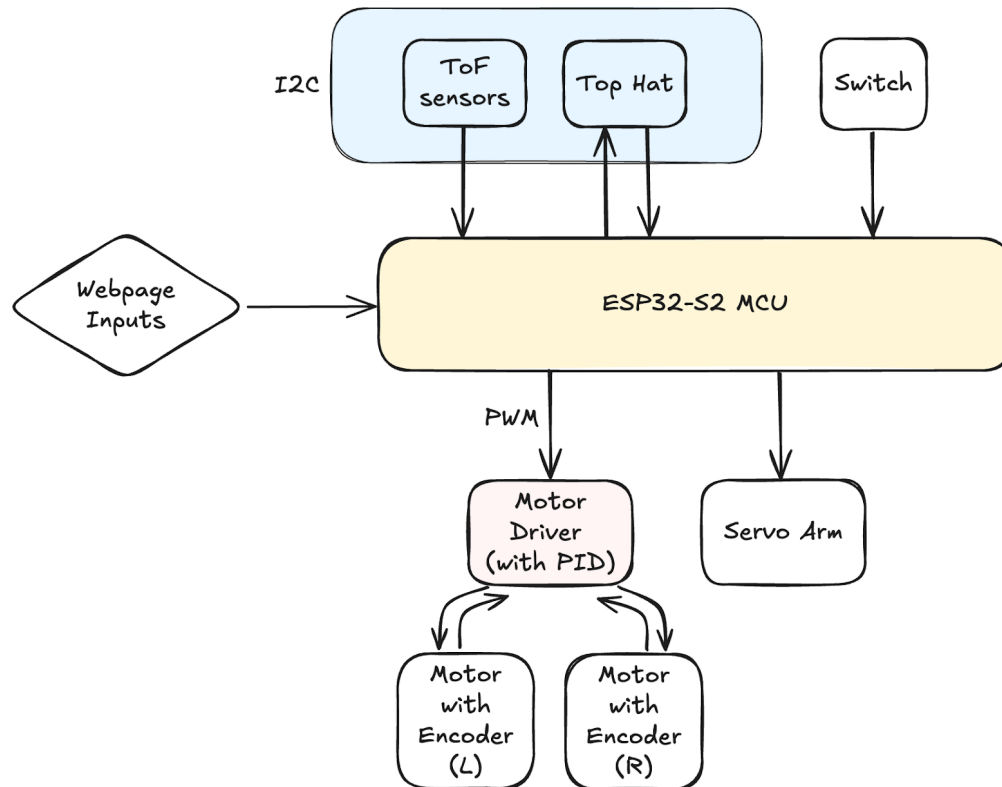 I2C
ToF
sensors
Top Hat
Switch
Webpage
Inputs
ESP32-S2 MCU
PWM
Motor
Driver
(with PID)
Servo Arm
Motor
with
Encoder
(L)
Motor
with
Encoder
(R)